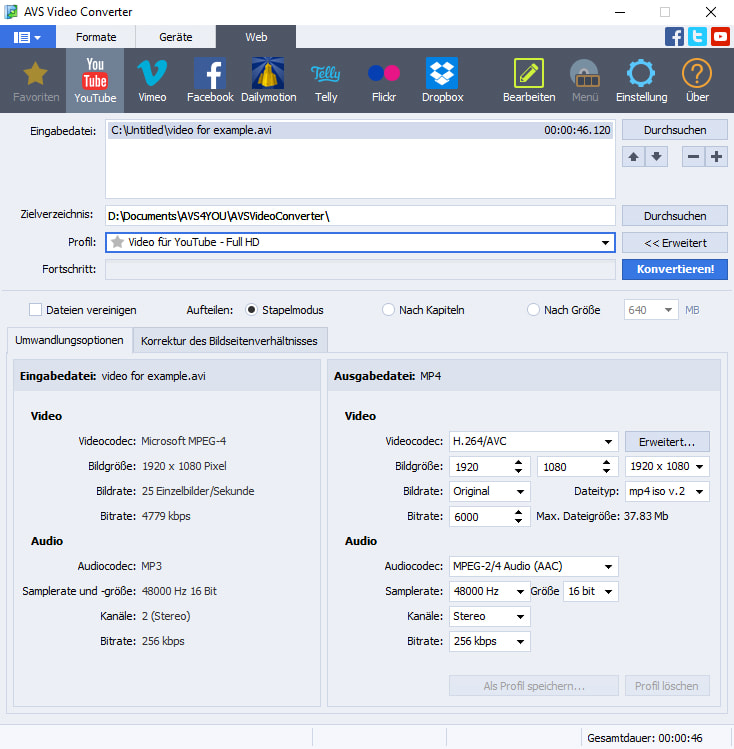 AVS Video Converter
Formate Geräte Web
You
Tube
Telly
Favoriten YouTube Vimeo Facebook Dailymotion Telly Flickr Dropbox Bearbeiten Menü Einstellung Über
Eingabedatei: C:\Untitled\video for example.avi 00:00:46.120 Durchsuchen
Zielverzeichnis: D:\Documents\AVS4YOU\AVSVideoConverter\ Durchsuchen
Profil: Video für YouTube - Full HD << Erweitert
Fortschritt: Konvertieren!
Dateien vereinigen Aufteilen: Stapelmodus Nach Kapiteln Nach Größe 640 MB
Umwandlungsoptionen Korrektur des Bildseitenverhältnisses
Eingabedatei: video for example.avi
Video
Videocodec: Microsoft MPEG-4
Bildgröße: 1920 x 1080 Pixel
Bildrate: 25 Einzelbilder/Sekunde
Bitrate: 4779 kbps
Audio
Audiocodec: MP3
Samplerate und -größe: 48000 Hz 16 Bit
Kanäle: 2 (Stereo)
Bitrate: 256 kbps
Ausgabedatei: MP4
Video
Videocodec: H.264/AVC Erweitert...
Bildgröße: 1920 1080 1920 x 1080
Bildrate: Original Dateityp: mp4 iso v.2
Bitrate: 6000 Max. Dateigröße: 37.83 Mb
Audio
Audiocodec: MPEG-2/4 Audio (AAC)
Samplerate: 48000 Hz Größe 16 bit
Kanäle: Stereo
Bitrate: 256 kbps
Als Profil speichern... Profil löschen
Gesamtdauer: 00:00:46